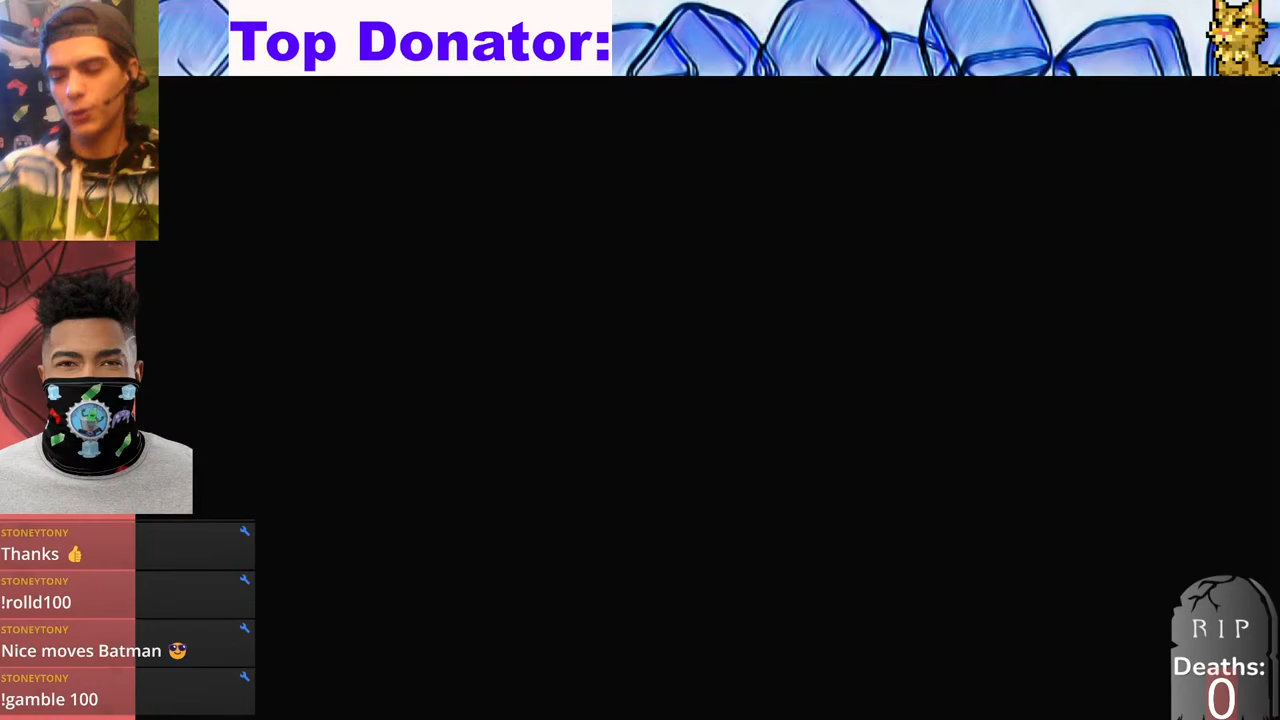 Top Donator:
STONEYTONY
Thanks 👍
STONEYTONY
!rolld100
STONEYTONY
Nice moves Batman 😎
STONEYTONY
!gamble 100
RIP
Deaths:
0